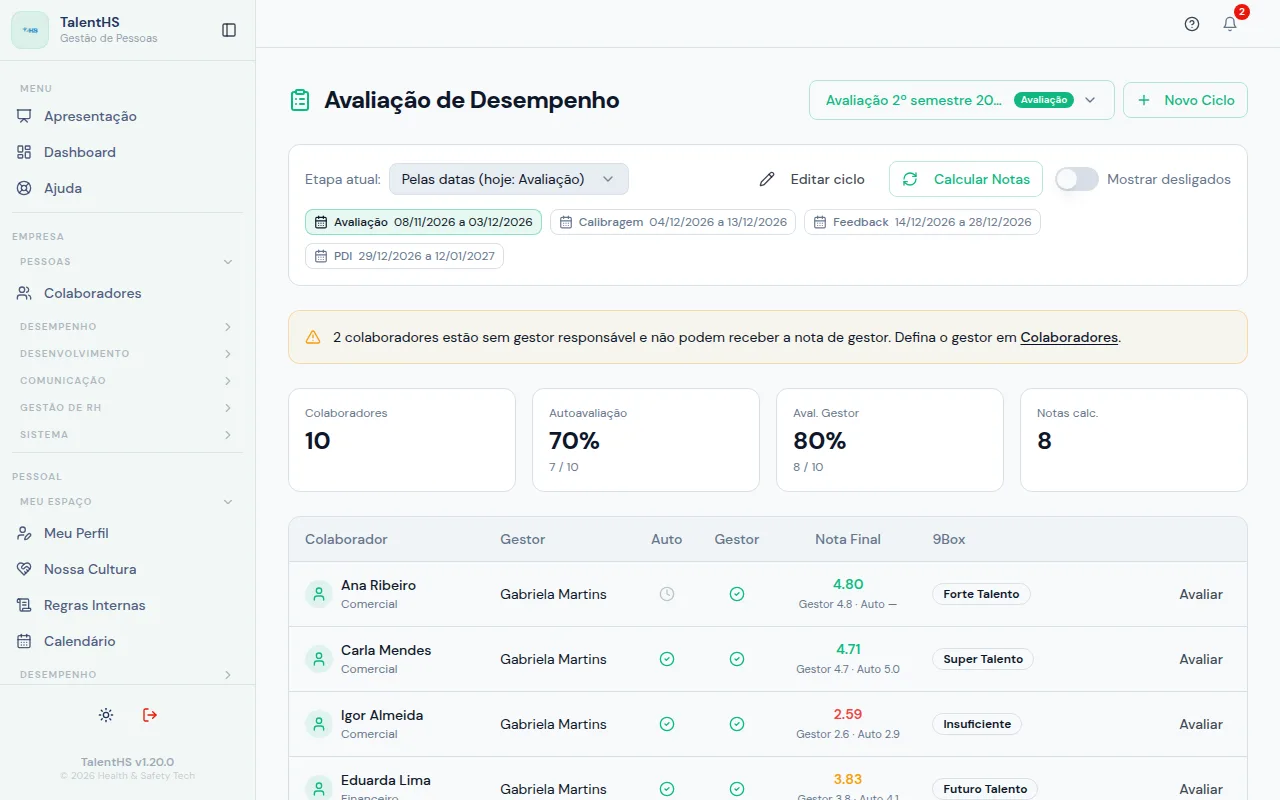 HS
TalentHS
Gestão de Pessoas
2
MENU
Apresentação
Dashboard
Ajuda
EMPRESA
PESSOAS
Colaboradores
DESEMPENHO
DESENVOLVIMENTO
COMUNICAÇÃO
GESTÃO DE RH
SISTEMA
PESSOAL
MEU ESPAÇO
Meu Perfil
Nossa Cultura
Regras Internas
Calendário
DESEMPENHO
TalentHS v1.20.0
© 2026 Health & Safety Tech
Avaliação de Desempenho
Avaliação 2º semestre 20... Avaliação
Novo Ciclo
Etapa atual: Pelas datas (hoje: Avaliação)
Editar ciclo
Calcular Notas
Mostrar desligados
Avaliação 08/11/2026 a 03/12/2026
Calibragem 04/12/2026 a 13/12/2026
Feedback 14/12/2026 a 28/12/2026
PDI 29/12/2026 a 12/01/2027
2 colaboradores estão sem gestor responsável e não podem receber a nota de gestor. Defina o gestor em Colaboradores.
Colaboradores
10
Autoavaliação
70%
7 / 10
Aval. Gestor
80%
8 / 10
Notas calc.
8
Colaborador Gestor Auto Gestor Nota Final 9Box
Ana Ribeiro
Comercial
Gabriela Martins
4.80
Gestor 4.8 · Auto —
Forte Talento
Avaliar
Carla Mendes
Comercial
Gabriela Martins
4.71
Gestor 4.7 · Auto 5.0
Super Talento
Avaliar
Igor Almeida
Comercial
Gabriela Martins
2.59
Gestor 2.6 · Auto 2.9
Insuficiente
Avaliar
Eduarda Lima
Financeiro
Gabriela Martins
3.83
Gestor 3.8 · Auto 4.1
Futuro Talento
Avaliar